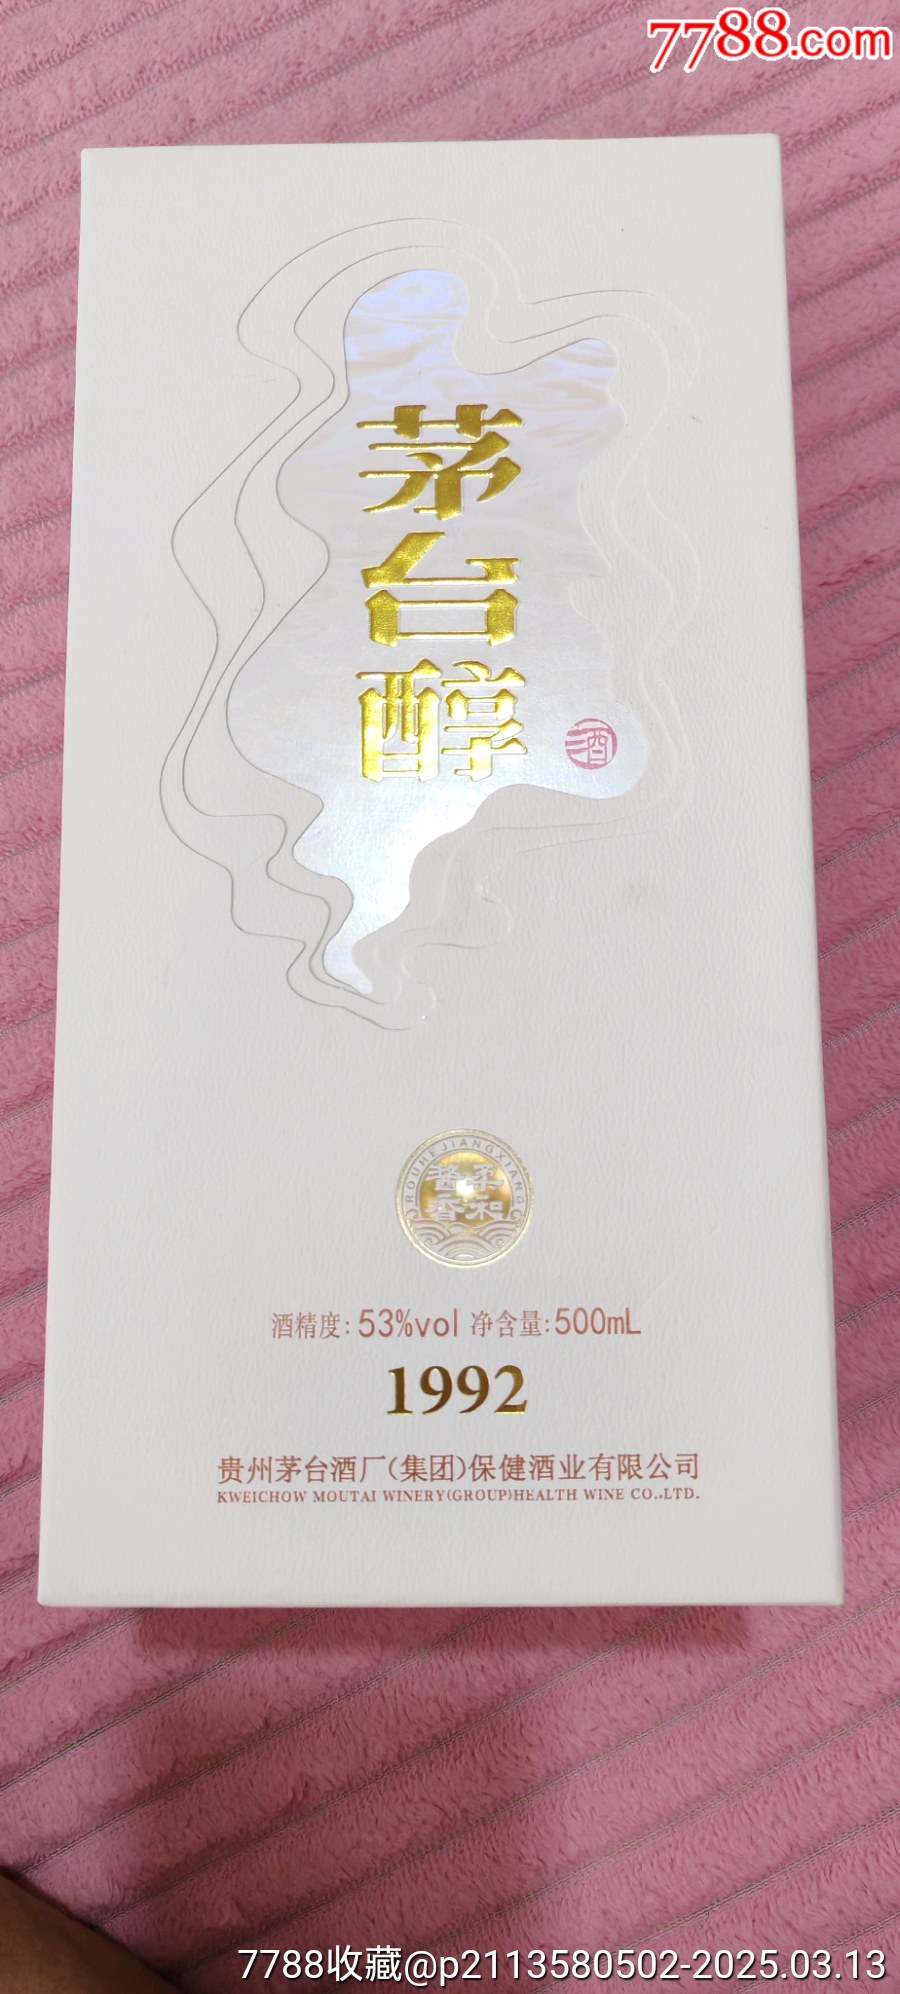 7788.com
茅台醇
酒
ROUHEJIANGXIANG
柔和
酱香
酒精度:53%vol 净含量:500mL
1992
贵州茅台酒厂(集团)保健酒业有限公司
KWEICHOW MOUTAI WINERY(GROUP)HEALTH WINE CO.,LTD.
7788收藏@p2113580502-2025.03.13